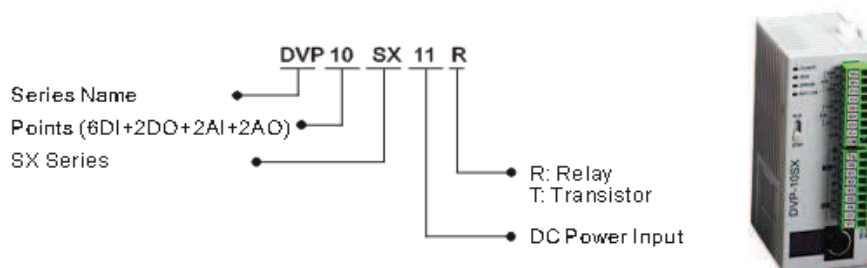 DVP 10 SX 11 R
Series Name
Points (6DI+2DO+2AI+2AO)
SX Series
R: Relay
T: Transistor
DC Power Input
DVP-10SX